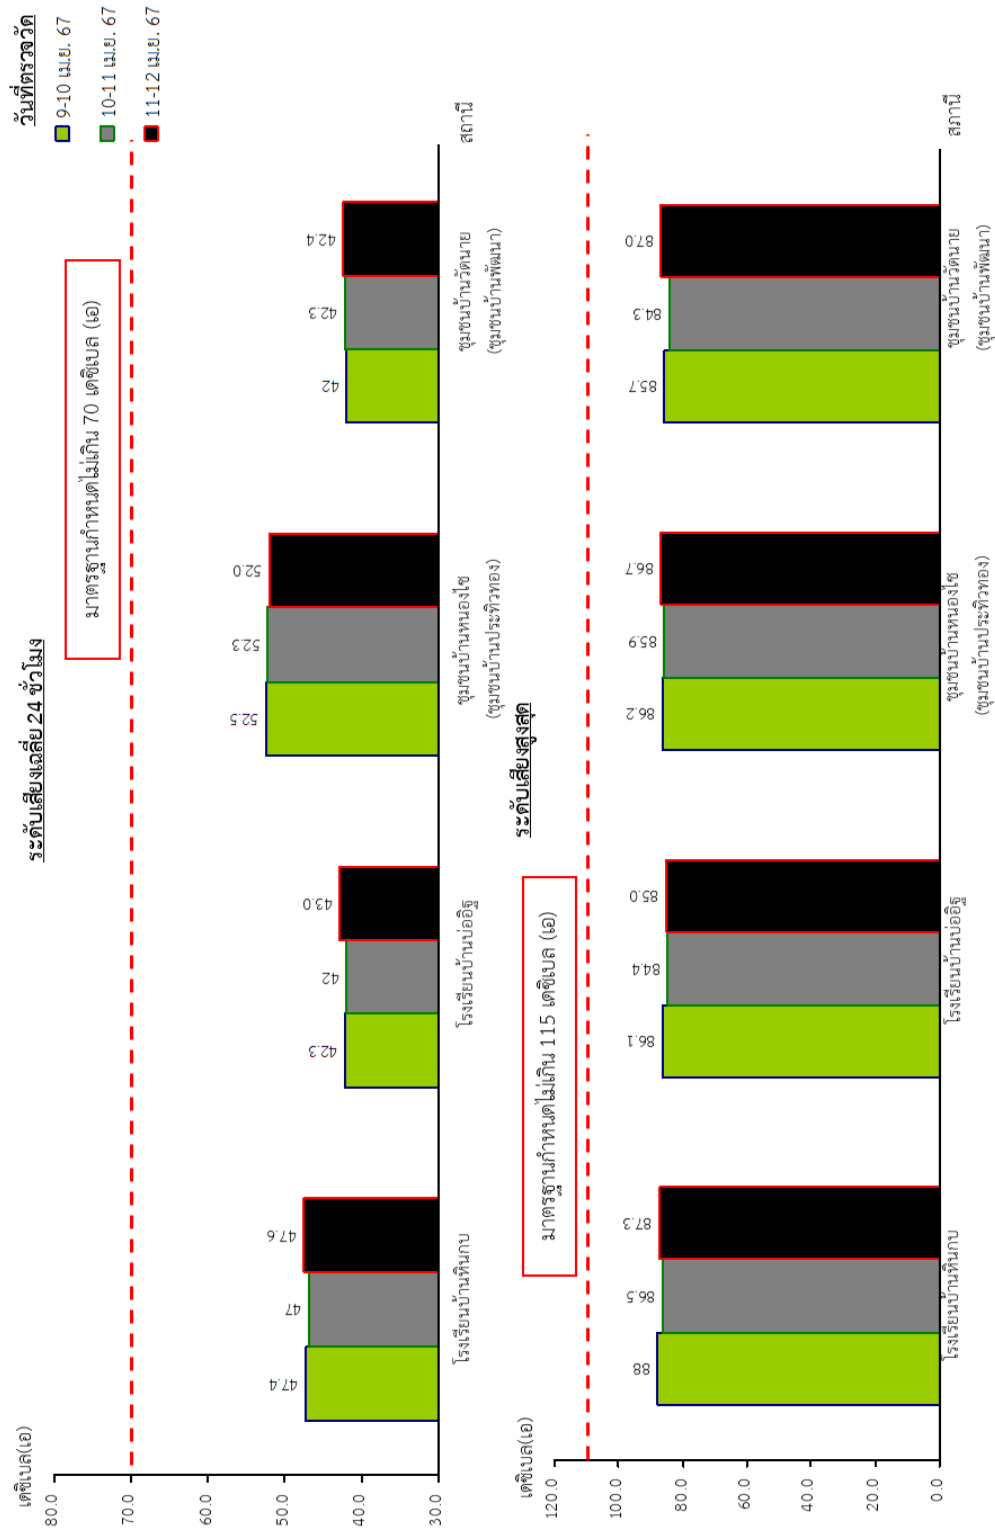 ระดับเสียงเฉลี่ย 24 ชั่วโมง
วันที่ตรวจวัด
9-10 เม.ย. 67
10-11 เม.ย. 67
11-12 เม.ย. 67
เดซิเบล(เอ)
มาตรฐานกำหนดไม่เกิน 70 เดซิเบล (เอ)
80.0
70.0
60.0
50.0
40.0
30.0
47.4
47
47.6
42.3
42
43.0
52.5
52.3
52.0
42
42.3
42.4
โรงเรียนบ้านหินกบ
โรงเรียนบ้านบ่ออิฐ
ชุมชนบ้านหนองไซ
(ชุมชนบ้านประทิวทอง)
ชุมชนบ้านวัดนาย
(ชุมชนบ้านพัฒนา)
สถานี
ระดับเสียงสูงสุด
เดซิเบล(เอ)
มาตรฐานกำหนดไม่เกิน 115 เดซิเบล (เอ)
120.0
100.0
80.0
60.0
40.0
20.0
0.0
88
86.5
87.3
86.1
84.4
85.0
86.2
85.9
86.7
85.7
84.3
87.0
โรงเรียนบ้านหินกบ
โรงเรียนบ้านบ่ออิฐ
ชุมชนบ้านหนองไซ
(ชุมชนบ้านประทิวทอง)
ชุมชนบ้านวัดนาย
(ชุมชนบ้านพัฒนา)
สภานี